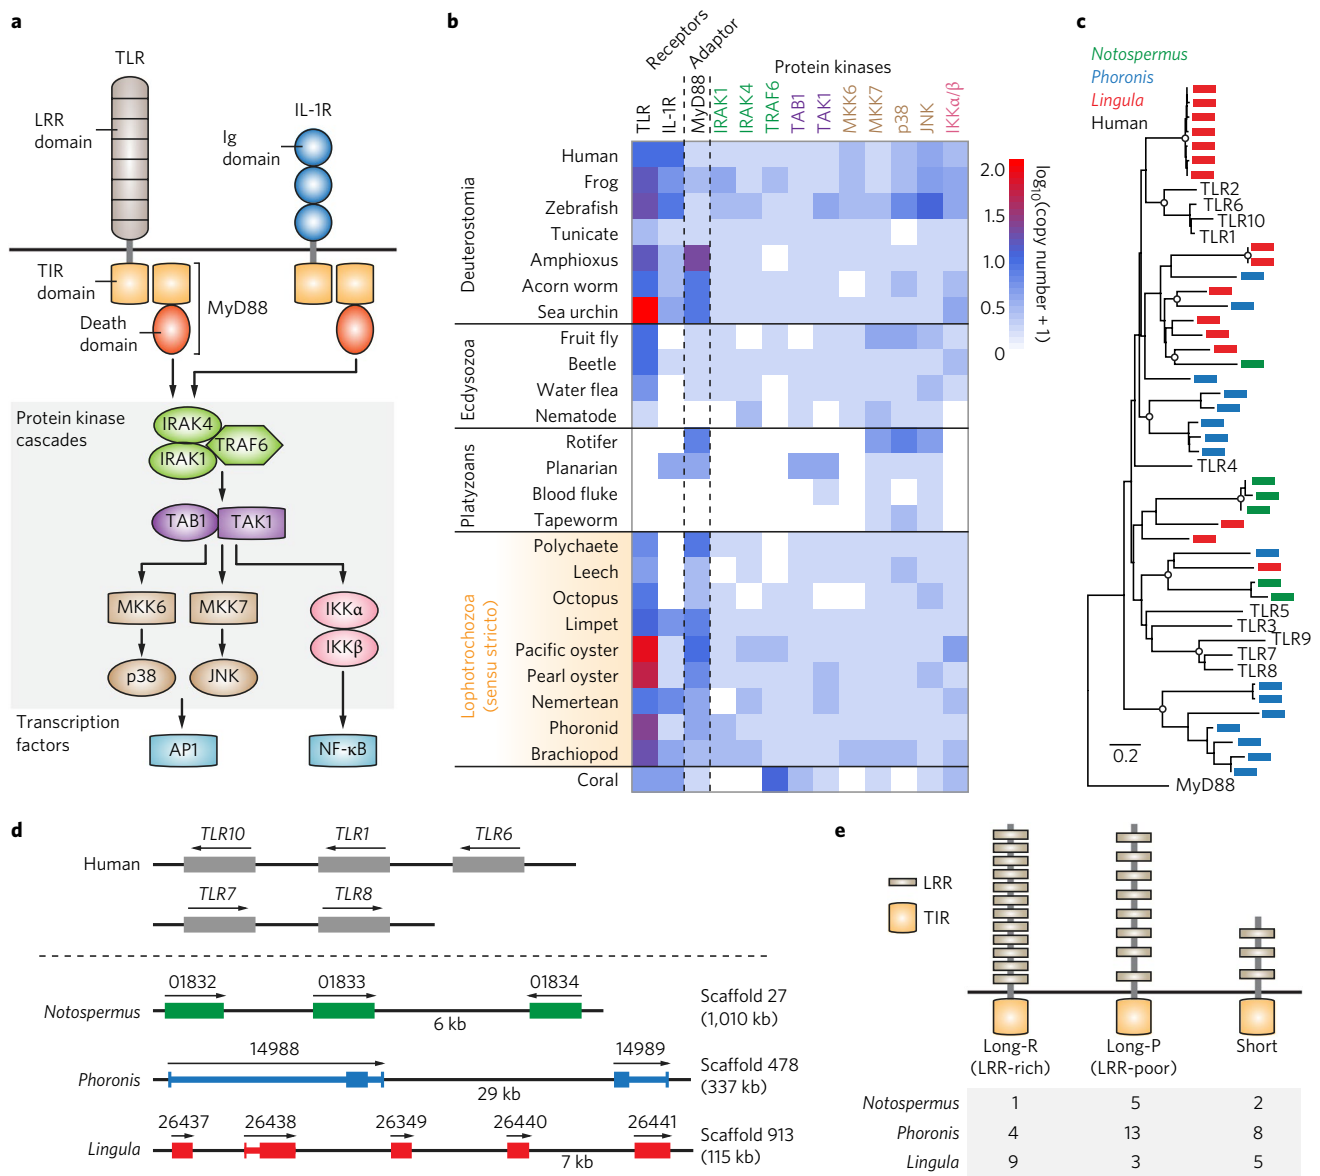 a
TLR
LRR
domain
IL-1R
Ig
domain
TIR
domain
MyD88
Death
domain
Protein kinase
cascades
IRAK4
TRAF6
IRAK1
TAB1
TAK1
MKK6
MKK7
IKKα
IKKβ
p38
JNK
Transcription
factors
AP1
NF-κB
b
Receptors
Adaptor
Protein kinases
TLR
IL-1R
MyD88
IRAK1
IRAK4
TRAF6
TAB1
TAK1
MKK6
MKK7
p38
JNK
IKKα/β
Deuterostomia
Human
Frog
Zebrafish
Tunicate
Amphioxus
Acorn worm
Sea urchin
Ecdysozoa
Fruit fly
Beetle
Water flea
Nematode
Platyzoans
Rotifer
Planarian
Blood fluke
Tapeworm
Lophotrochozoa
(sensu stricto)
Polychaete
Leech
Octopus
Limpet
Pacific oyster
Pearl oyster
Nemertean
Phoronid
Brachiopod
Coral
2.0
1.5
1.0
0.5
0
log10(copy number + 1)
c
Notospermus
Phoronis
Lingula
Human
TLR2
TLR6
TLR10
TLR1
TLR4
TLR5
TLR3
TLR9
TLR7
TLR8
0.2
MyD88
d
Human
TLR10
TLR1
TLR6
TLR7
TLR8
Notospermus
01832
01833
01834
6 kb
Scaffold 27
(1,010 kb)
Phoronis
14988
14989
29 kb
Scaffold 478
(337 kb)
Lingula
26437
26438
26349
26440
26441
7 kb
Scaffold 913
(115 kb)
e
LRR
TIR
Long-R
(LRR-rich)
Long-P
(LRR-poor)
Short
Notospermus 1 5 2
Phoronis 4 13 8
Lingula 9 3 5